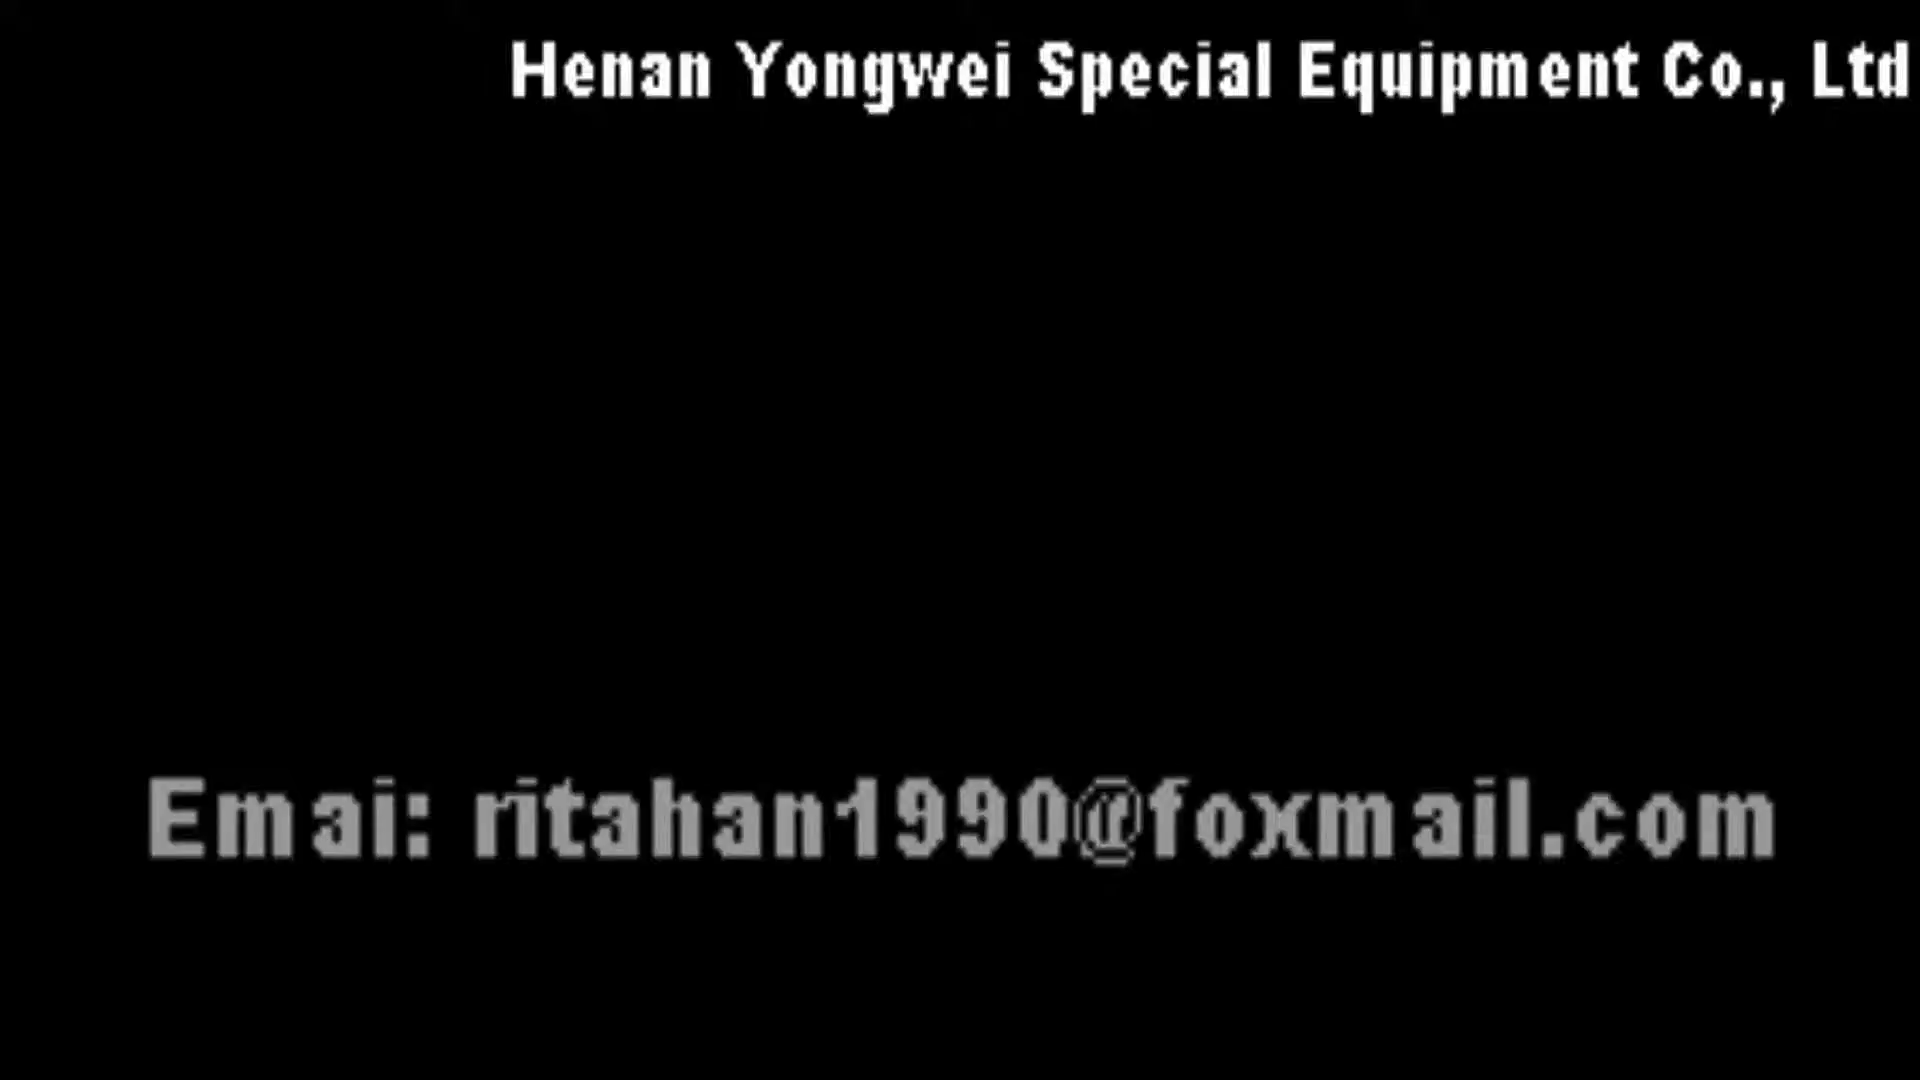 Henan Yongwei Special Equipment Co., Ltd
Emai: ritahan1990@foxmail.com